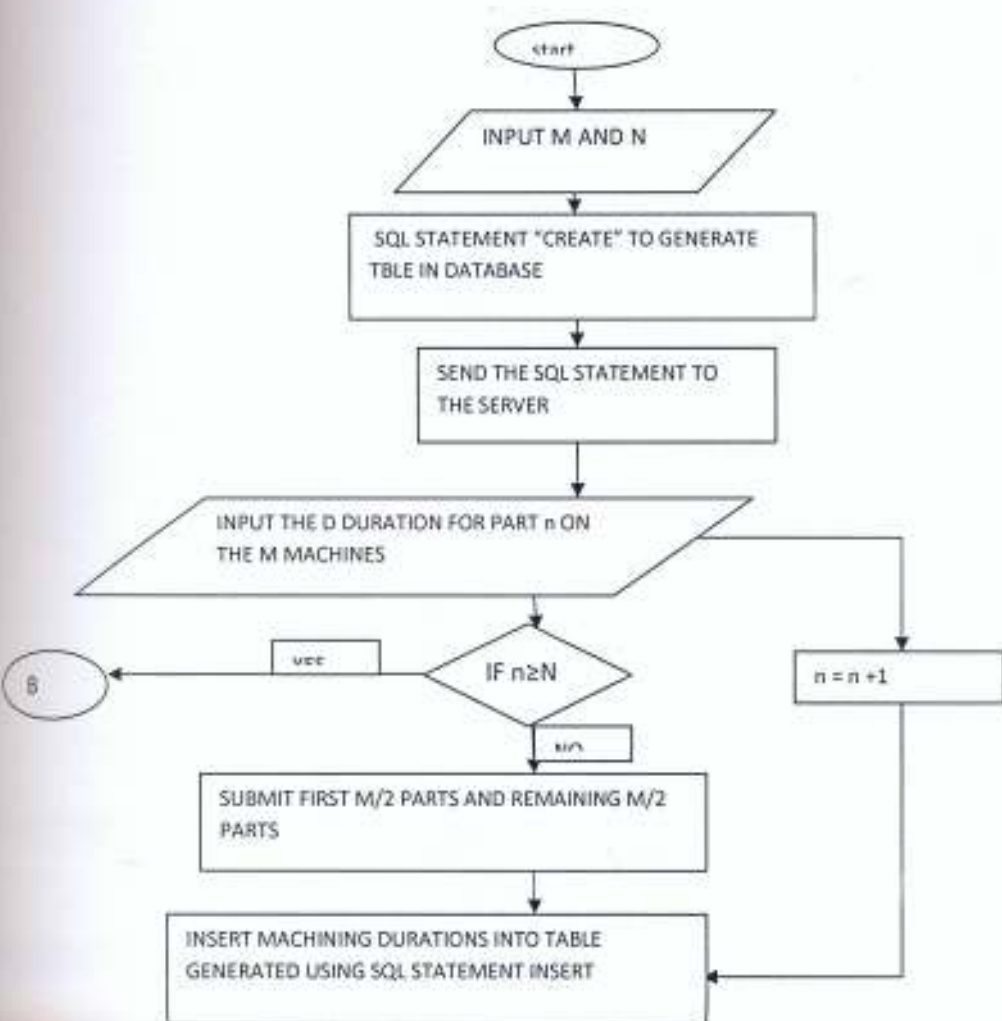 start
INPUT M AND N
SQL STATEMENT "CREATE" TO GENERATE
TBLE IN DATABASE
SEND THE SQL STATEMENT TO
THE SERVER
INPUT THE D DURATION FOR PART n ON
THE M MACHINES
B
YES
IF n≥N
n = n +1
NO
SUBMIT FIRST M/2 PARTS AND REMAINING M/2
PARTS
INSERT MACHINING DURATIONS INTO TABLE
GENERATED USING SQL STATEMENT INSERT